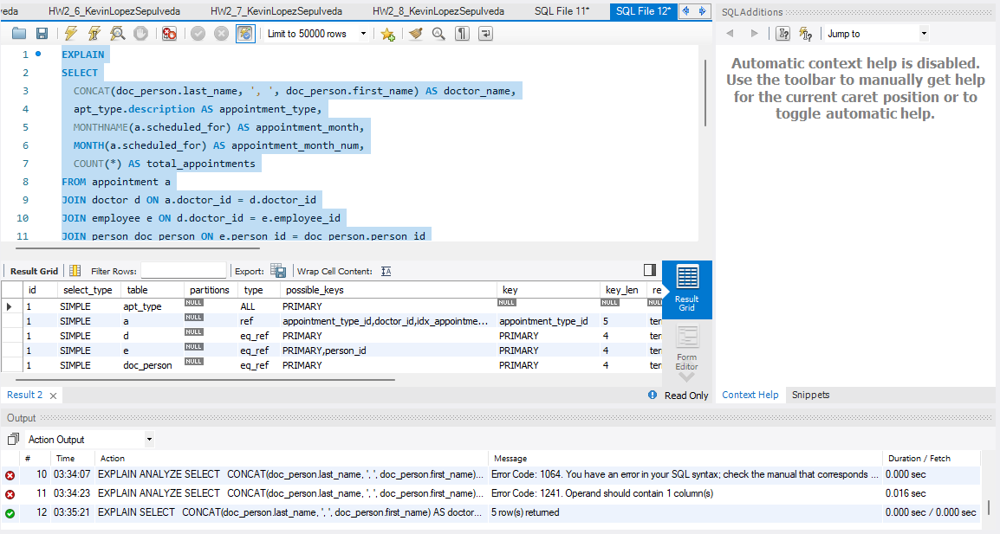 eda HW2_6_KevinLopezSepulveda HW2_7_KevinLopezSepulveda HW2_8_KevinLopezSepulveda SQL File 11* SQL File 12* SQLAdditions
Limit to 50000 rows Jump to
1 EXPLAIN
2 SELECT
3 CONCAT(doc_person.last_name, ', ', doc_person.first_name) AS doctor_name,
4 apt_type.description AS appointment_type,
5 MONTHNAME(a.scheduled_for) AS appointment_month,
6 MONTH(a.scheduled_for) AS appointment_month_num,
7 COUNT(*) AS total_appointments
8 FROM appointment a
9 JOIN doctor d ON a.doctor_id = d.doctor_id
10 JOIN employee e ON d.doctor_id = e.employee_id
11 JOIN person doc_person ON e.person_id = doc_person.person_id
Automatic context help is disabled.
Use the toolbar to manually get help
for the current caret position or to
toggle automatic help.
Result Grid Filter Rows: Export: Wrap Cell Content:
id select_type table partitions type possible_keys key key_len re
1 SIMPLE apt_type NULL ALL PRIMARY NULL NULL NULL
1 SIMPLE a NULL ref appointment_type_id,doctor_id,idx_appointme... appointment_type_id 5 ter
1 SIMPLE d NULL eq_ref PRIMARY PRIMARY 4 ter
1 SIMPLE e NULL eq_ref PRIMARY,person_id PRIMARY 4 ter
1 SIMPLE doc_person NULL eq_ref PRIMARY PRIMARY 4 ter
Result
Grid
Form
Editor
Result 2 Read Only Context Help Snippets
Output
Action Output
# Time Action Message Duration / Fetch
10 03:34:07 EXPLAIN ANALYZE SELECT CONCAT(doc_person.last_name, ', ', doc_person.first_name)... Error Code: 1064. You have an error in your SQL syntax; check the manual that corresponds ... 0.000 sec
11 03:34:23 EXPLAIN ANALYZE SELECT CONCAT(doc_person.last_name, ', ', doc_person.first_name)... Error Code: 1241. Operand should contain 1 column(s) 0.016 sec
12 03:35:21 EXPLAIN SELECT CONCAT(doc_person.last_name, ', ', doc_person.first_name) AS doctor... 5 row(s) returned 0.000 sec / 0.000 sec